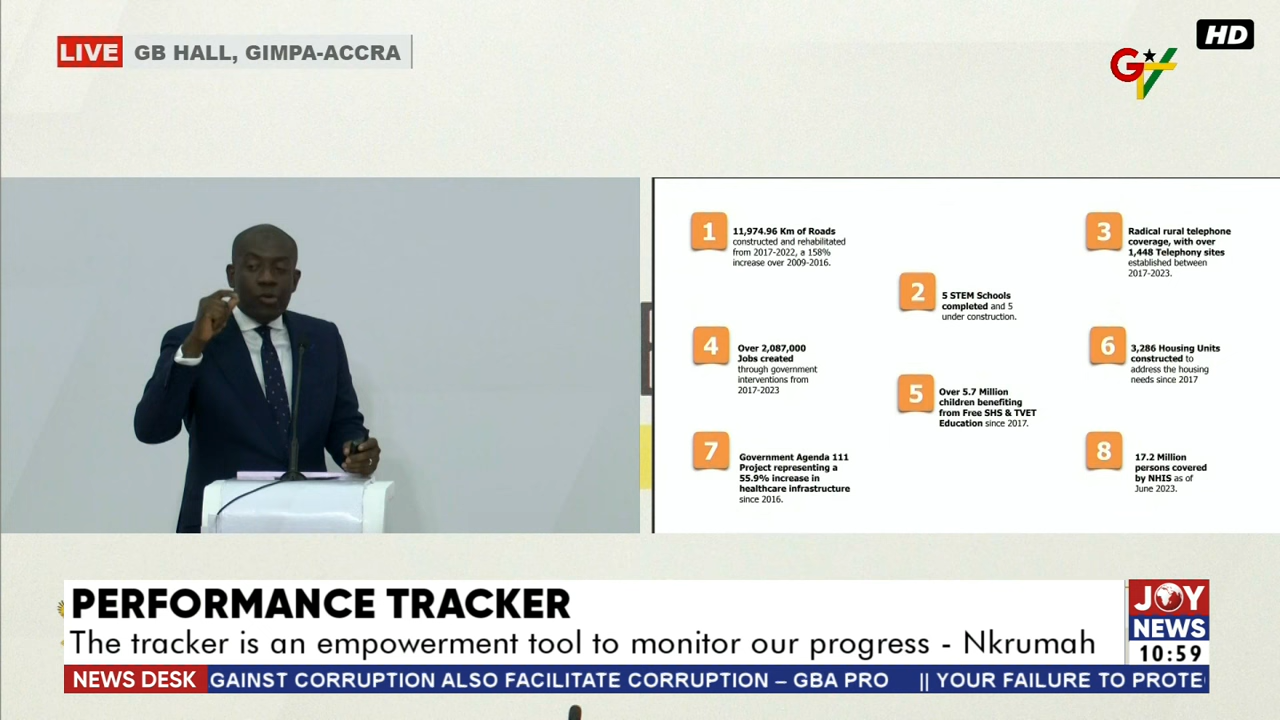 LIVE GB HALL, GIMPA-ACCRA
HD
GTV
1
11,974.96 Km of Roads
constructed and rehabilitated
from 2017-2022, a 158%
increase over 2009-2016.
2
5 STEM Schools
completed and 5
under construction.
3
Radical rural telephone
coverage, with over
1,448 Telephony sites
established between
2017-2023.
4
Over 2,087,000
Jobs created
through government
interventions from
2017-2023
5
Over 5.7 Million
children benefiting
from Free SHS & TVET
Education since 2017.
6
3,286 Housing Units
constructed to
address the housing
needs since 2017
7
Government Agenda 111
Project representing a
55.9% increase in
healthcare infrastructure
since 2016.
8
17.2 Million
persons covered
by NHIS as of
June 2023.
PERFORMANCE TRACKER
The tracker is an empowerment tool to monitor our progress - Nkrumah
JOY
NEWS
10:59
NEWS DESK GAINST CORRUPTION ALSO FACILITATE CORRUPTION – GBA PRO || YOUR FAILURE TO PROTE